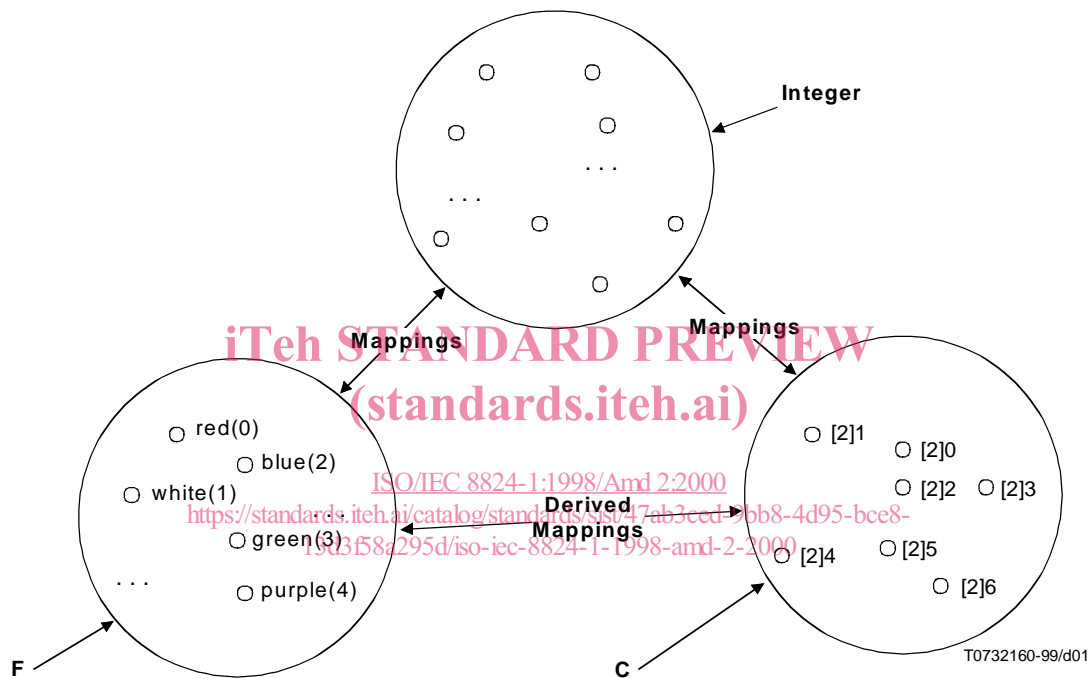 Integer
. . .
. . .
Mappings
Mappings
iTeh STANDARD PREVIEW
(standards.iteh.ai)
red(0)
blue(2)
white(1)
. . .
green(3)
. . .
purple(4)
[2]1
[2]0
[2]2
[2]3
[2]4
[2]5
[2]6
ISO/IEC 8824-1:1998/Amd 2:2000
Derived
Mappings
https://standards.iteh.ai/catalog/standards/sist/47ab3ced-9bb8-4d95-bce8-
/iso-iec-8824-1-1998-amd-2-2000
F
C
T0732160-99/d01